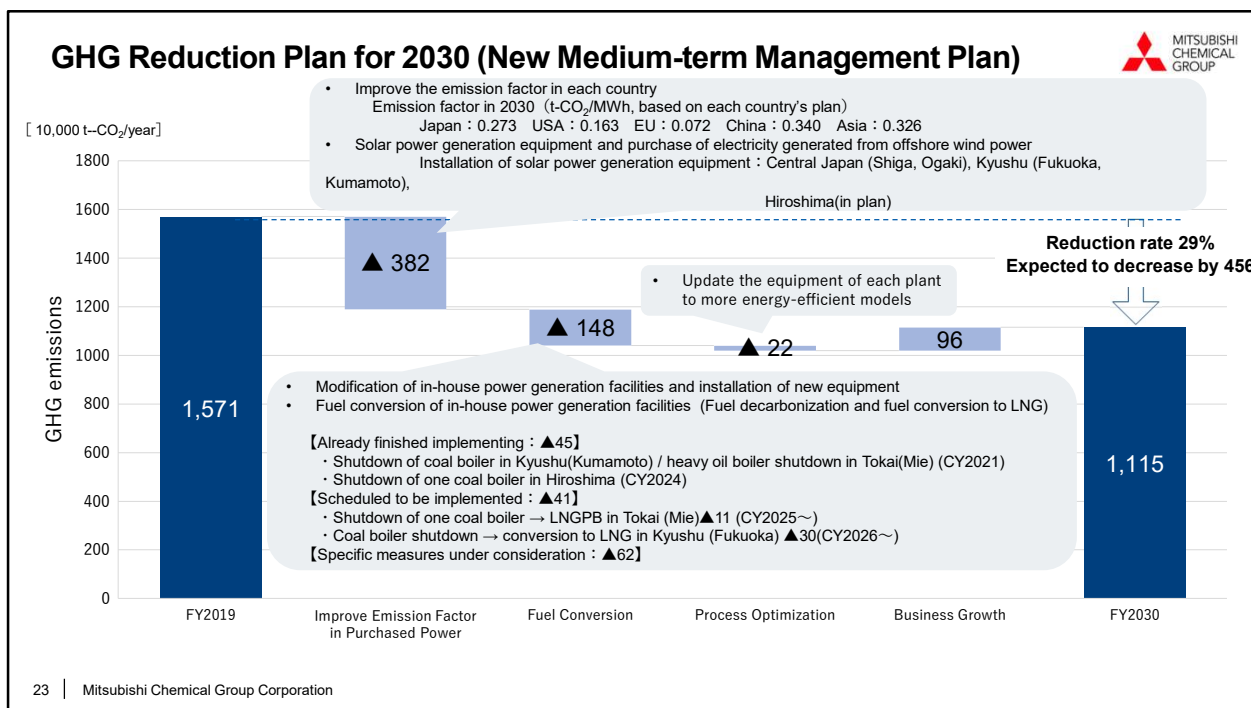 GHG Reduction Plan for 2030 (New Medium-term Management Plan)
MITSUBISHI
CHEMICAL
GROUP
• Improve the emission factor in each country
Emission factor in 2030（t-CO₂/MWh, based on each country's plan）
Japan：0.273 USA：0.163 EU：0.072 China：0.340 Asia：0.326
• Solar power generation equipment and purchase of electricity generated from offshore wind power
Installation of solar power generation equipment：Central Japan (Shiga, Ogaki), Kyushu (Fukuoka,
Kumamoto),
Hiroshima(in plan)
[ 10,000 t--CO₂/year]
GHG emissions
1800
1600
1400
1200
1000
800
600
400
200
0
1,571
▲ 382
▲ 148
▲ 22
96
1,115
Reduction rate 29%
Expected to decrease by 456
• Update the equipment of each plant
to more energy-efficient models
• Modification of in-house power generation facilities and installation of new equipment
• Fuel conversion of in-house power generation facilities (Fuel decarbonization and fuel conversion to LNG)
【Already finished implementing：▲45】
・Shutdown of coal boiler in Kyushu(Kumamoto) / heavy oil boiler shutdown in Tokai(Mie) (CY2021)
・Shutdown of one coal boiler in Hiroshima (CY2024)
【Scheduled to be implemented：▲41】
・Shutdown of one coal boiler → LNGPB in Tokai (Mie)▲11 (CY2025～)
・Coal boiler shutdown → conversion to LNG in Kyushu (Fukuoka) ▲30(CY2026～)
【Specific measures under consideration：▲62】
FY2019
Improve Emission Factor
in Purchased Power
Fuel Conversion
Process Optimization
Business Growth
FY2030
23 | Mitsubishi Chemical Group Corporation